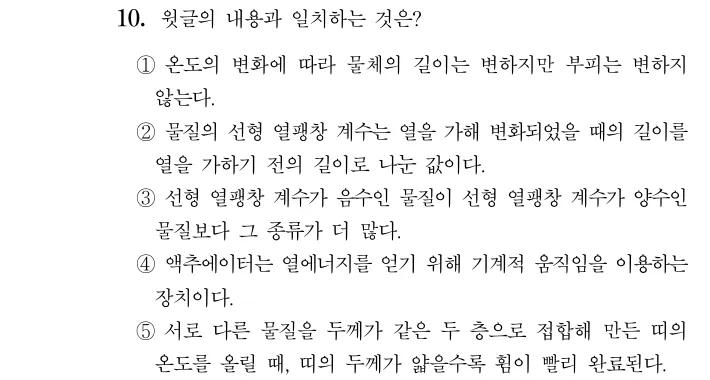 10. 윗글의 내용과 일치하는 것은?
① 온도의 변화에 따라 물체의 길이는 변하지만 부피는 변하지
않는다.
② 물질의 선형 열팽창 계수는 열을 가해 변화되었을 때의 길이를
열을 가하기 전의 길이로 나눈 값이다.
③ 선형 열팽창 계수가 음수인 물질이 선형 열팽창 계수가 양수인
물질보다 그 종류가 더 많다.
④ 액추에이터는 열에너지를 얻기 위해 기계적 움직임을 이용하는
장치이다.
⑤ 서로 다른 물질을 두께가 같은 두 층으로 접합해 만든 띠의
온도를 올릴 때, 띠의 두께가 얇을수록 휨이 빨리 완료된다.